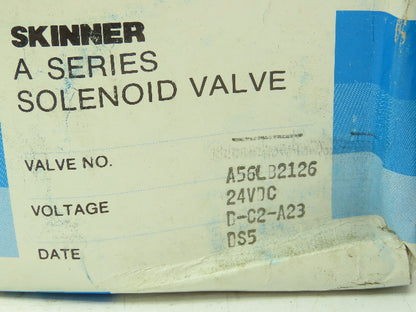 SKINNER
A SERIES
SOLENOID VALVE
VALVE NO. A56LB2126
VOLTAGE 24VDC
D-C2-A23
DATE DS5